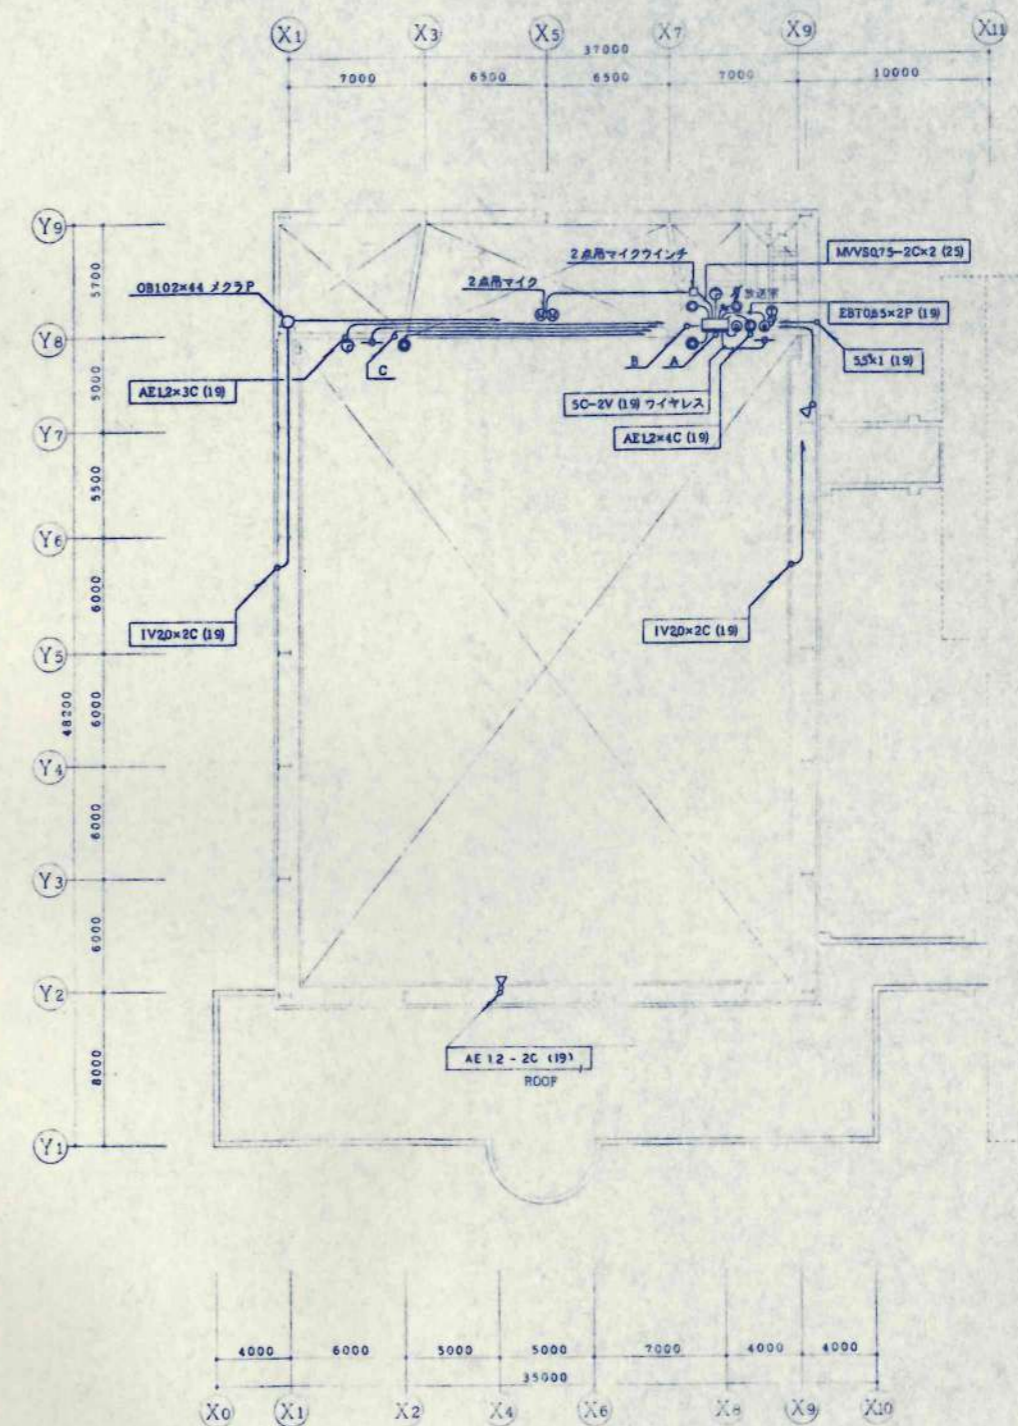 X1 X3 X5 X7 X9 X11
37000
7000 6500 6500 7000 10000
Y9
5700
Y8
5000
Y7
5500
Y6
6000
Y5
6000
48200
Y4
6000
Y3
6000
Y2
8000
Y1
2点吊マイクウインチ
MVVS0.75-2C×2 (25)
OB102×44 メクラP
2点吊マイク
放送室
EBT0.65×2P (19)
B
A
5.5×1 (19)
C
AE1.2×3C (19)
5C-2V (19) ワイヤレス
AE1.2×4C (19)
IV2.0×2C (19)
IV2.0×2C (19)
AE 1.2 - 2C (19)
ROOF
4000 6000 5000 5000 7000 4000 4000
35000
X0 X1 X2 X4 X6 X8 X9 X10